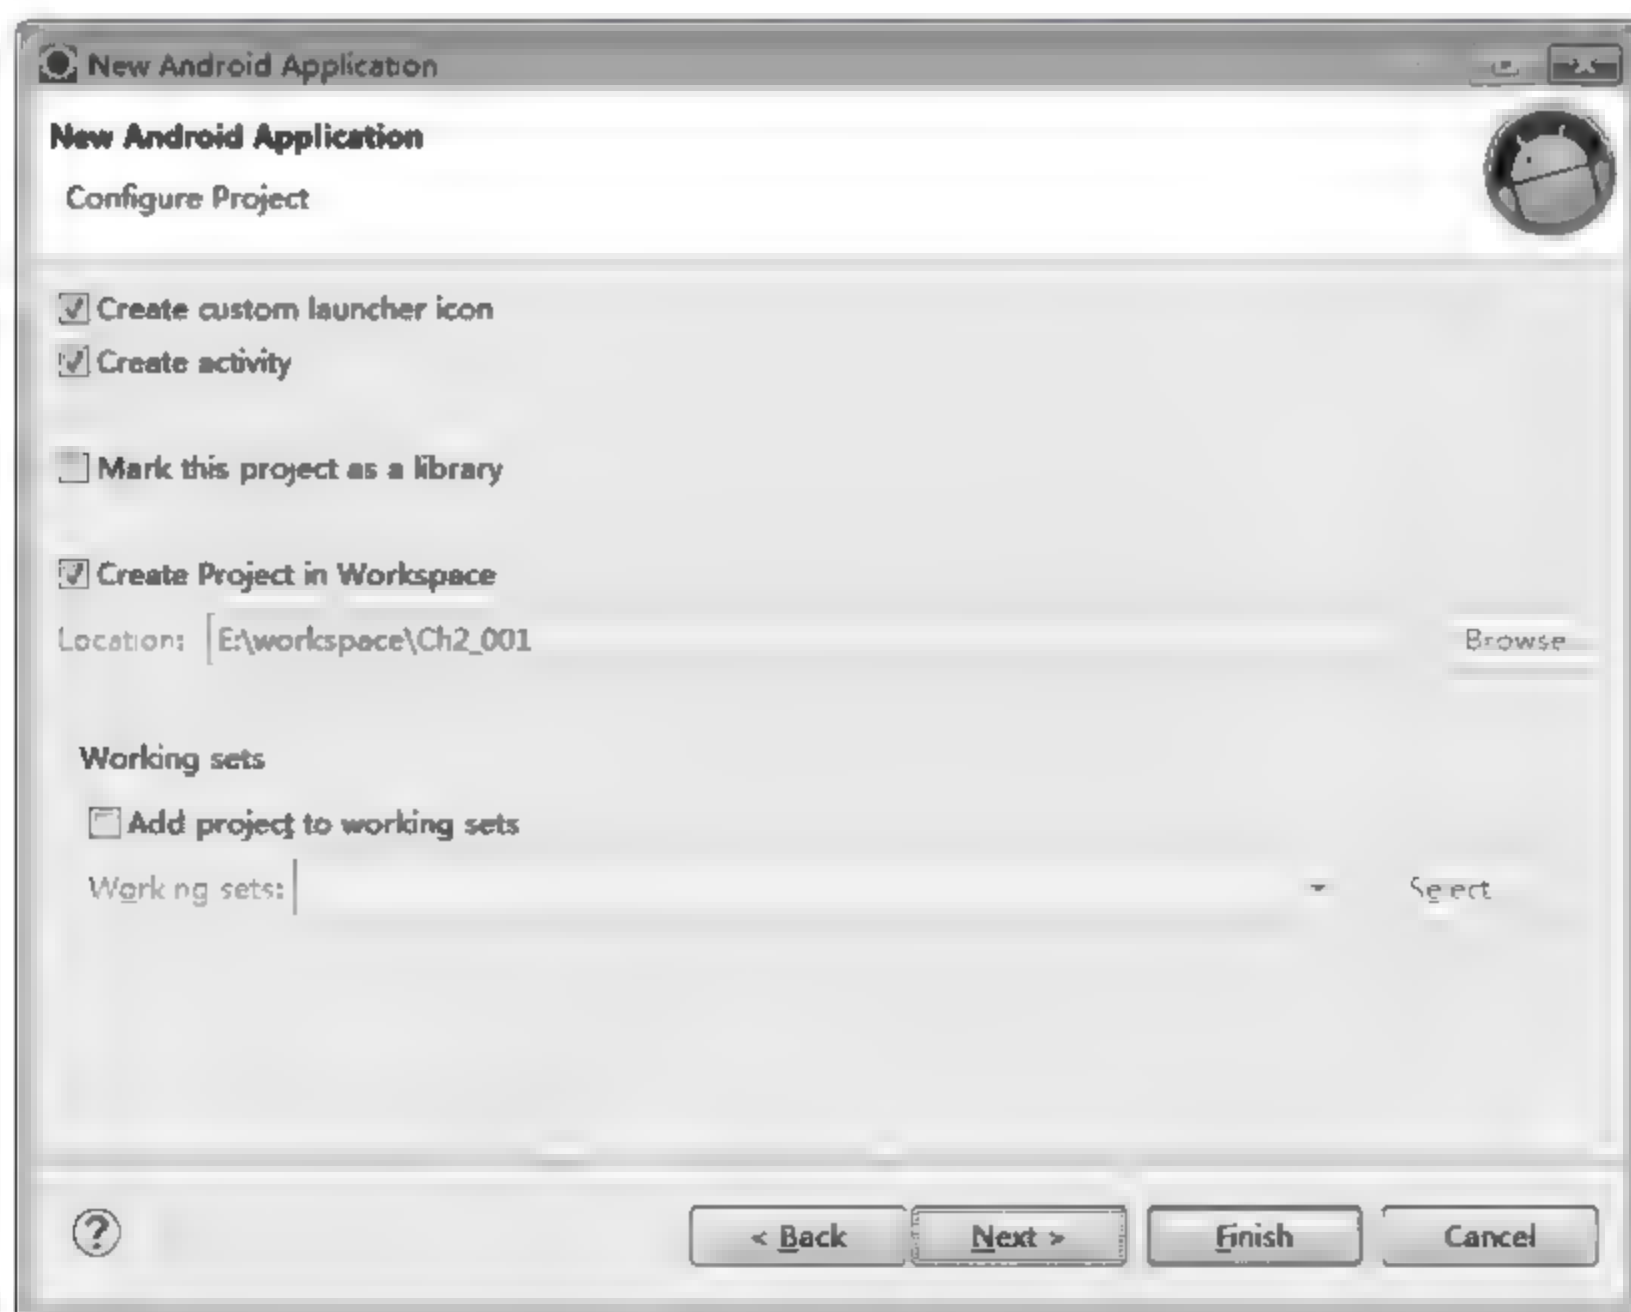 New Android Application
New Android Application
Configure Project
Create custom launcher icon
Create activity
Mark this project as a library
Create Project in Workspace
Location: E:\workspace\Ch2_001 Browse
Working sets
Add project to working sets
Working sets: Select
? < Back Next > Finish Cancel